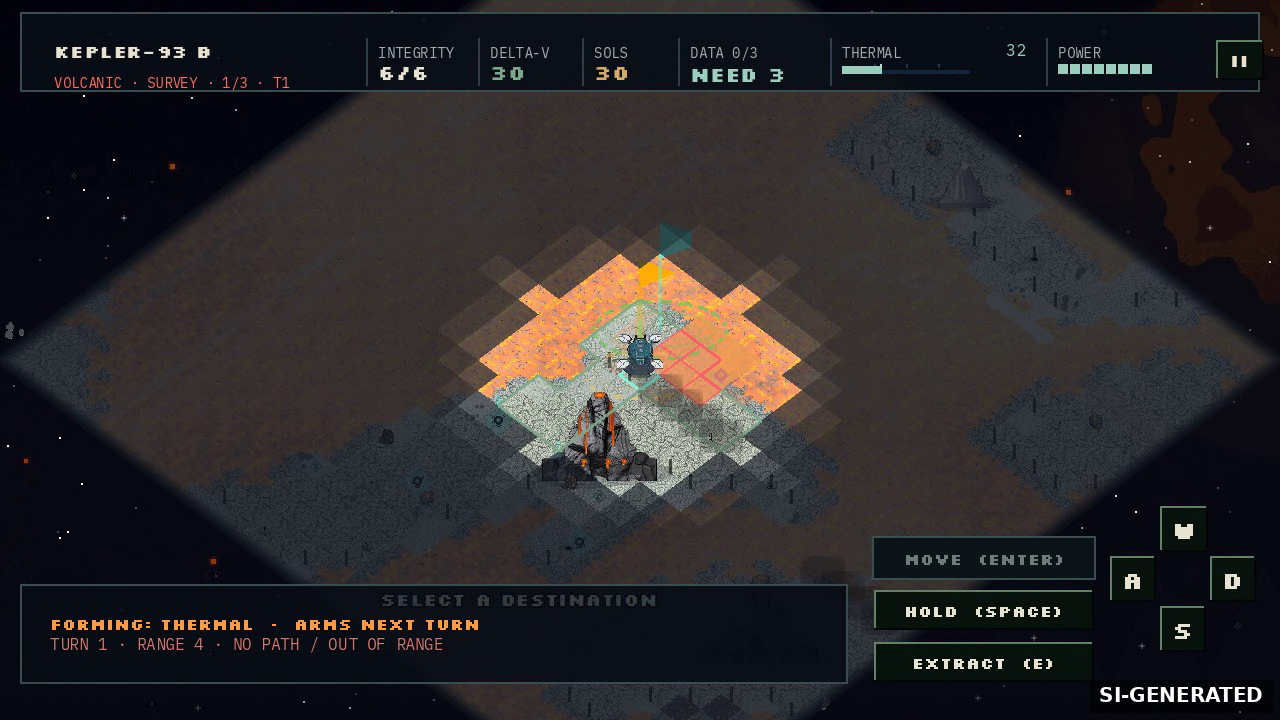 KEPLER-93 B
VOLCANIC · SURVEY · 1/3 · T1
INTEGRITY
6/6
DELTA-V
30
SOLS
30
DATA 0/3
NEED 3
THERMAL
32
POWER
SELECT A DESTINATION
FORMING: THERMAL - ARMS NEXT TURN
TURN 1 · RANGE 4 · NO PATH / OUT OF RANGE
MOVE (ENTER)
HOLD (SPACE)
EXTRACT (E)
W
A
D
S
SI-GENERATED